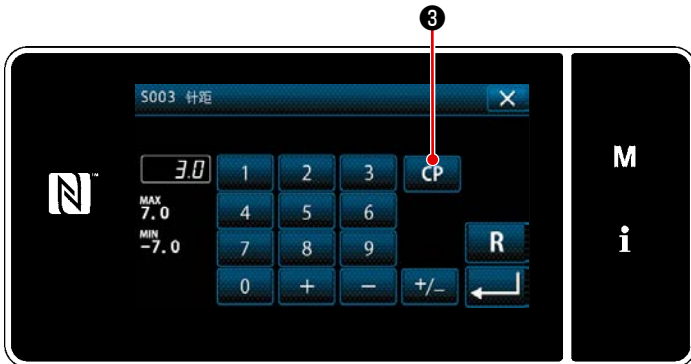 ❸
S003 针距
3.0 1 2 3 CP
MAX
7.0 4 5 6
MIN
-7.0 7 8 9 R
0 + − +/−
M
i
N™